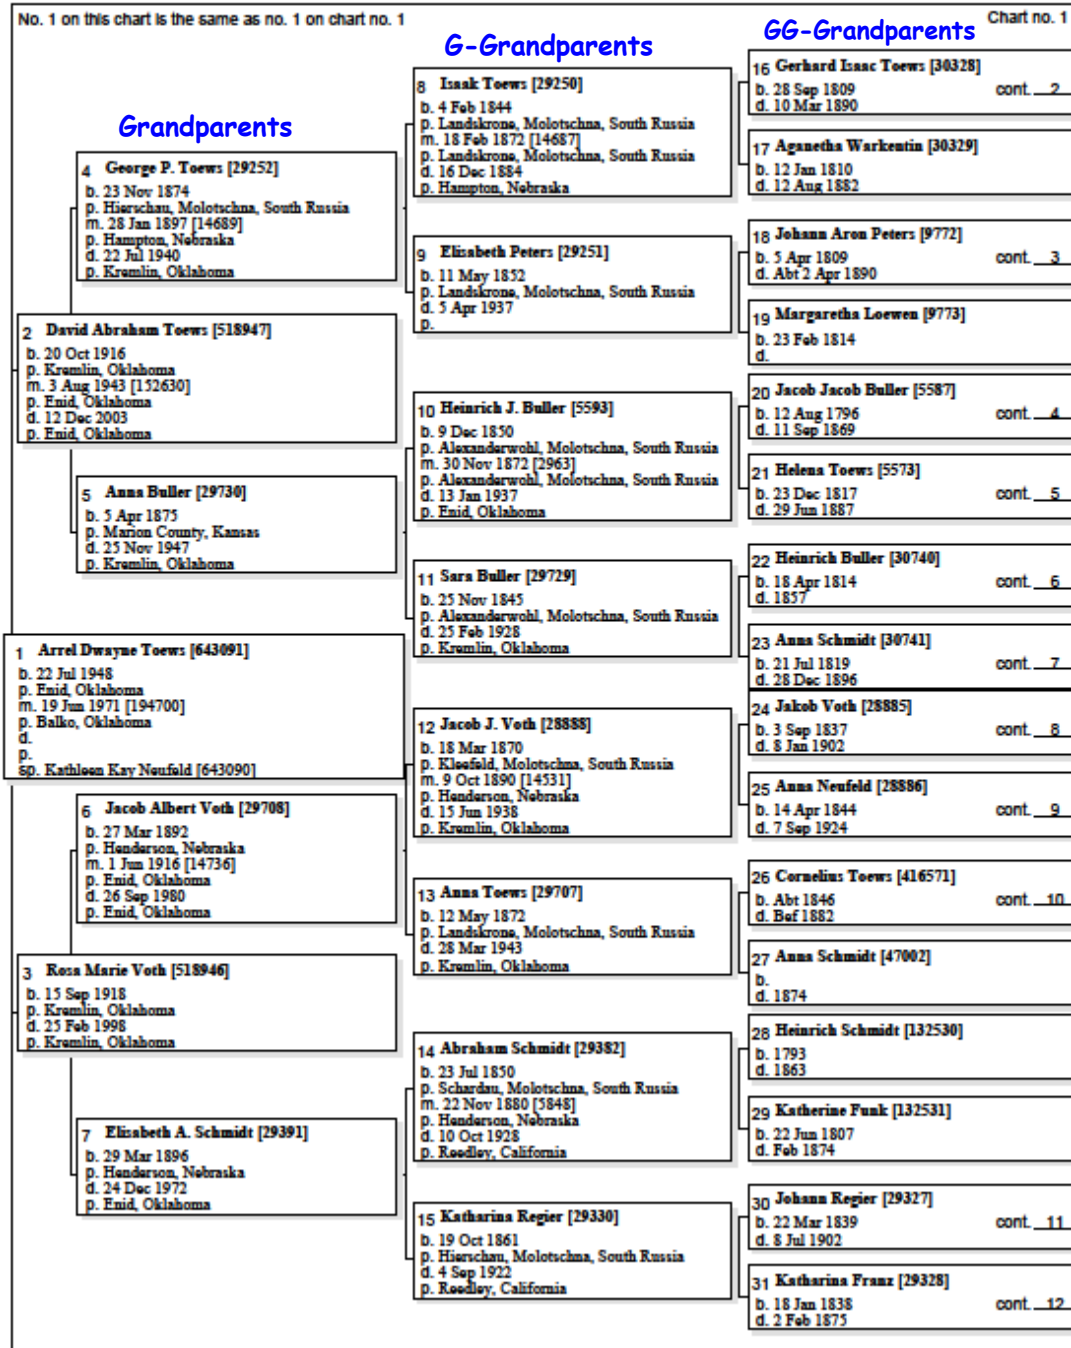 No. 1 on this chart is the same as no. 1 on chart no. 1
Chart no. 1
Grandparents
G-Grandparents
GG-Grandparents
1 Arrel Dwayne Toews [643091]
b. 22 Jul 1948
p. Enid, Oklahoma
m. 19 Jun 1971 [194700]
p. Balko, Oklahoma
d.
p.
sp. Kathleen Kay Neufeld [643090]
2 David Abraham Toews [518947]
b. 20 Oct 1916
p. Kremlin, Oklahoma
m. 3 Aug 1943 [152630]
p. Enid, Oklahoma
d. 12 Dec 2003
p. Enid, Oklahoma
3 Rosa Marie Voth [518946]
b. 15 Sep 1918
p. Kremlin, Oklahoma
d. 25 Feb 1998
p. Kremlin, Oklahoma
4 George P. Toews [29252]
b. 23 Nov 1874
p. Hierschau, Molotschna, South Russia
m. 28 Jan 1897 [14689]
p. Hampton, Nebraska
d. 22 Jul 1940
p. Kremlin, Oklahoma
5 Anna Buller [29730]
b. 5 Apr 1875
p. Marion County, Kansas
d. 25 Nov 1947
p. Kremlin, Oklahoma
6 Jacob Albert Voth [29708]
b. 27 Mar 1892
p. Henderson, Nebraska
m. 1 Jun 1916 [14736]
p. Enid, Oklahoma
d. 26 Sep 1980
p. Enid, Oklahoma
7 Elisabeth A. Schmidt [29391]
b. 29 Mar 1896
p. Henderson, Nebraska
d. 24 Dec 1972
p. Enid, Oklahoma
8 Isaak Toews [29250]
b. 4 Feb 1844
p. Landskrone, Molotschna, South Russia
m. 18 Feb 1872 [14687]
p. Landskrone, Molotschna, South Russia
d. 16 Dec 1884
p. Hampton, Nebraska
9 Elisabeth Peters [29251]
b. 11 May 1852
p. Landskrone, Molotschna, South Russia
d. 5 Apr 1937
p.
10 Heinrich J. Buller [5593]
b. 9 Dec 1850
p. Alexanderwohl, Molotschna, South Russia
m. 30 Nov 1872 [2963]
p. Alexanderwohl, Molotschna, South Russia
d. 13 Jan 1937
p. Enid, Oklahoma
11 Sara Buller [29729]
b. 25 Nov 1845
p. Alexanderwohl, Molotschna, South Russia
d. 25 Feb 1928
p. Kremlin, Oklahoma
12 Jacob J. Voth [28888]
b. 18 Mar 1870
p. Kleefeld, Molotschna, South Russia
m. 9 Oct 1890 [14531]
p. Henderson, Nebraska
d. 15 Jun 1938
p. Kremlin, Oklahoma
13 Anna Toews [29707]
b. 12 May 1872
p. Landskrone, Molotschna, South Russia
d. 28 Mar 1943
p. Kremlin, Oklahoma
14 Abraham Schmidt [29382]
b. 23 Jul 1850
p. Schardau, Molotschna, South Russia
m. 22 Nov 1880 [5848]
p. Henderson, Nebraska
d. 10 Oct 1928
p. Reedley, California
15 Katharina Regier [29330]
b. 19 Oct 1861
p. Hierschau, Molotschna, South Russia
d. 4 Sep 1922
p. Reedley, California
16 Gerhard Isaac Toews [30328]
b. 28 Sep 1809 cont. 2
d. 10 Mar 1890
17 Aganetha Warkentin [30329]
b. 12 Jan 1810
d. 12 Aug 1882
18 Johann Aron Peters [9772]
b. 5 Apr 1809 cont. 3
d. Abt 2 Apr 1890
19 Margaretha Loewen [9773]
b. 23 Feb 1814
d.
20 Jacob Jacob Buller [5587]
b. 12 Aug 1796 cont. 4
d. 11 Sep 1869
21 Helena Toews [5573]
b. 23 Dec 1817 cont. 5
d. 29 Jun 1887
22 Heinrich Buller [30740]
b. 18 Apr 1814 cont. 6
d. 1857
23 Anna Schmidt [30741]
b. 21 Jul 1819 cont. 7
d. 28 Dec 1896
24 Jakob Voth [28885]
b. 3 Sep 1837 cont. 8
d. 8 Jan 1902
25 Anna Neufeld [28886]
b. 14 Apr 1844 cont. 9
d. 7 Sep 1924
26 Cornelius Toews [416571]
b. Abt 1846 cont. 10
d. Bef 1882
27 Anna Schmidt [47002]
b.
d. 1874
28 Heinrich Schmidt [132530]
b. 1793
d. 1863
29 Katherine Funk [132531]
b. 22 Jun 1807
d. Feb 1874
30 Johann Regier [29327]
b. 22 Mar 1839 cont. 11
d. 8 Jul 1902
31 Katharina Franz [29328]
b. 18 Jan 1838 cont. 12
d. 2 Feb 1875